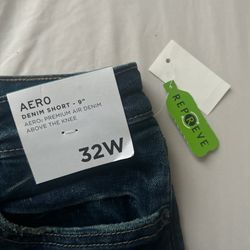 AERO
DENIM SHORT - 9"
AERO: PREMIUM AIR DENIM
ABOVE THE KNEE
32W
REPREVE